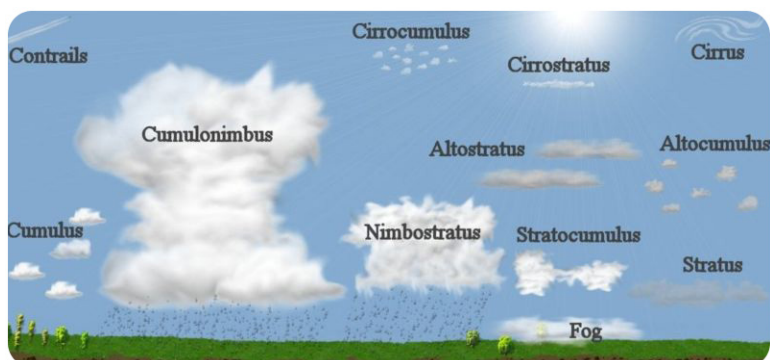 Contrails
Cirrocumulus
Cirrostratus
Cirrus
Cumulonimbus
Altostratus
Altocumulus
Cumulus
Nimbostratus
Stratocumulus
Stratus
Fog